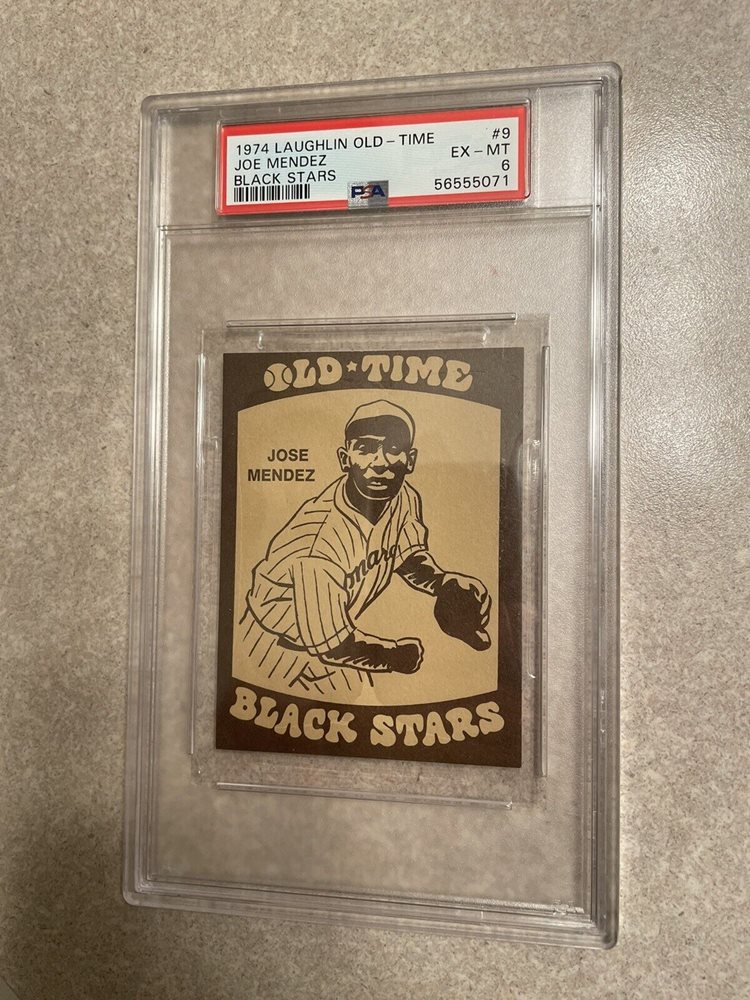 1974 LAUGHLIN OLD-TIME #9
JOE MENDEZ EX-MT
BLACK STARS 6
PSA 56555071
OLD★TIME
JOSE
MENDEZ
onarc
BLACK STARS